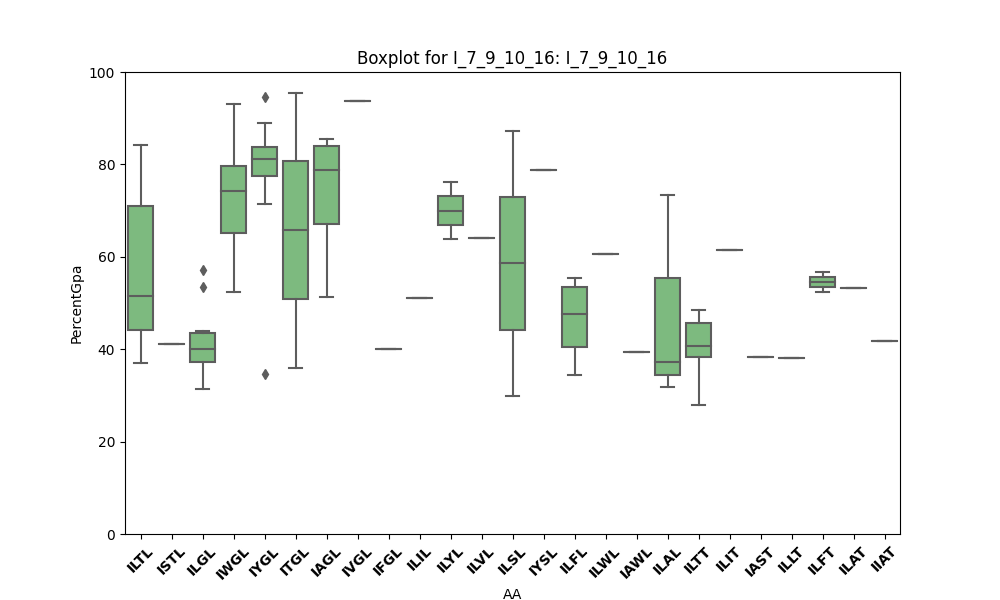 Boxplot for I_7_9_10_16: I_7_9_10_16
100
80
60
40
20
0
PercentGpa
ILTL ISTL ILGL IWGL IYGL ITGL IAGL IVGL IFGL ILIL ILYL ILVL ILSL IYSL ILFL ILWL IAWL ILAL ILTT ILIT IAST ILLT ILFT ILAT IIAT
AA